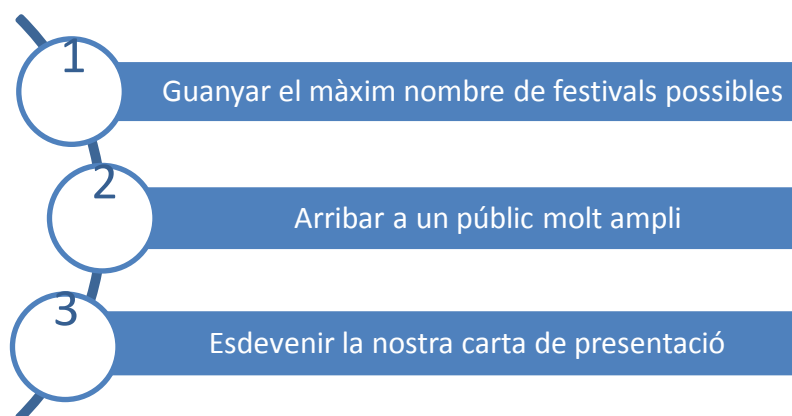 1
Guanyar el màxim nombre de festivals possibles
2
Arribar a un públic molt ampli
3
Esdevenir la nostra carta de presentació